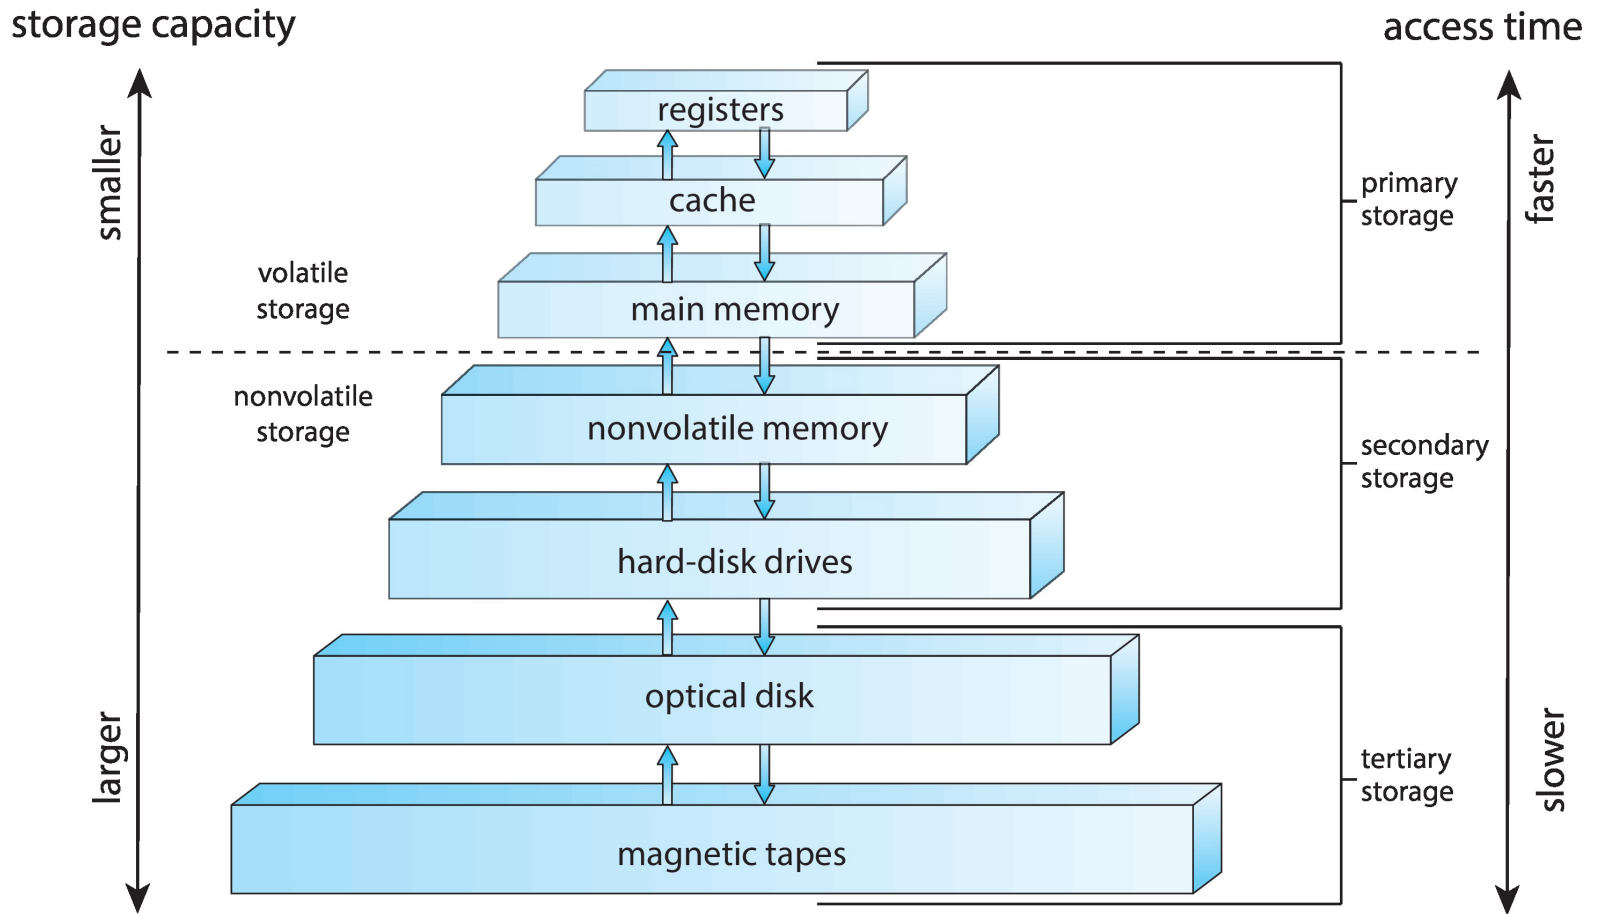 storage capacity
access time
smaller
larger
faster
slower
registers
cache
main memory
volatile
storage
nonvolatile
storage
nonvolatile memory
hard-disk drives
optical disk
magnetic tapes
primary
storage
secondary
storage
tertiary
storage